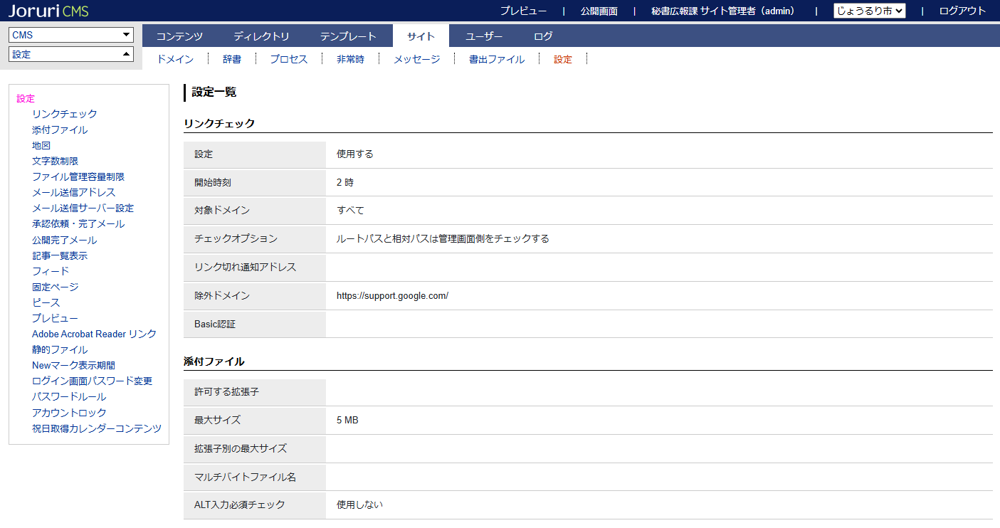 Joruri CMS プレビュー | 公開画面 | 秘書広報課 サイト管理者（admin） | じょうるり市 | ログアウト
CMS
設定
コンテンツ ディレクトリ テンプレート サイト ユーザー ログ
ドメイン 辞書 プロセス 非常時 メッセージ 書出ファイル 設定
設定
リンクチェック
添付ファイル
地図
文字数制限
ファイル管理容量制限
メール送信アドレス
メール送信サーバー設定
承認依頼・完了メール
公開完了メール
記事一覧表示
フィード
固定ページ
ピース
プレビュー
Adobe Acrobat Reader リンク
静的ファイル
Newマーク表示期間
ログイン画面パスワード変更
パスワードルール
アカウントロック
祝日取得カレンダーコンテンツ
設定一覧
リンクチェック
設定 使用する
開始時刻 2 時
対象ドメイン すべて
チェックオプション ルートパスと相対パスは管理画面側をチェックする
リンク切れ通知アドレス
除外ドメイン https://support.google.com/
Basic認証
添付ファイル
許可する拡張子
最大サイズ 5 MB
拡張子別の最大サイズ
マルチバイトファイル名
ALT入力必須チェック 使用しない